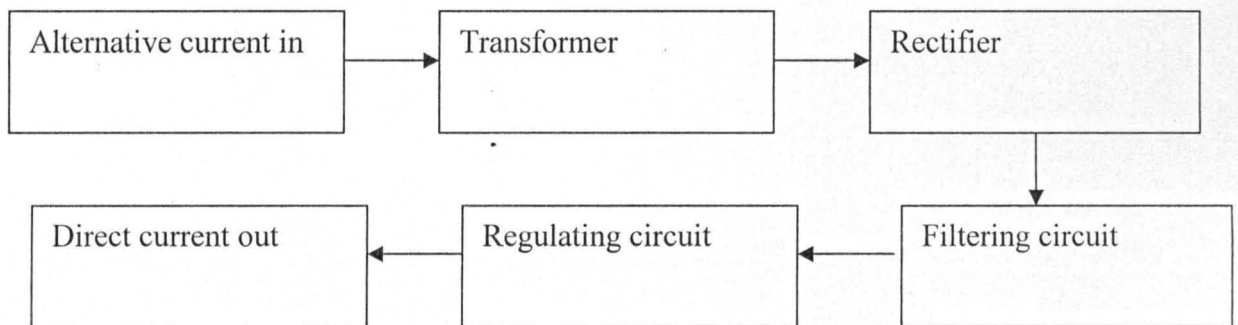 Alternative current in
Transformer
Rectifier
Filtering circuit
Regulating circuit
Direct current out